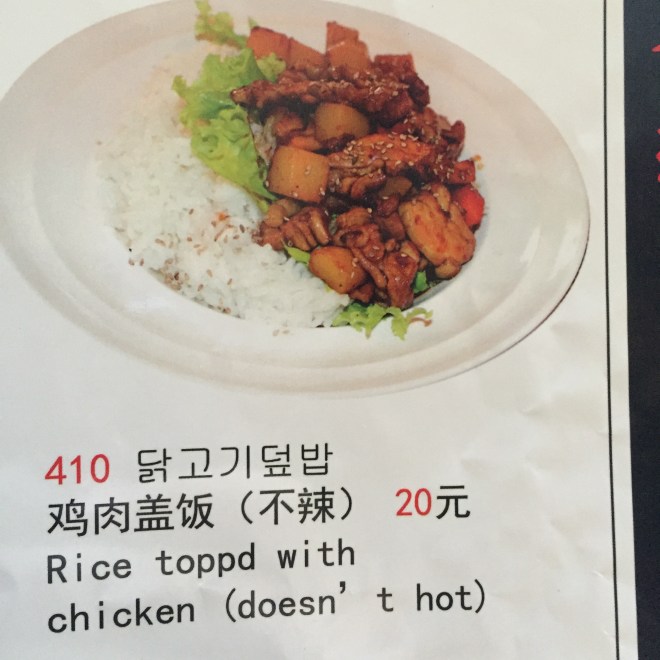 410 닭고기덮밥
鸡肉盖饭（不辣） 20元
Rice toppd with
chicken (doesn’t hot)